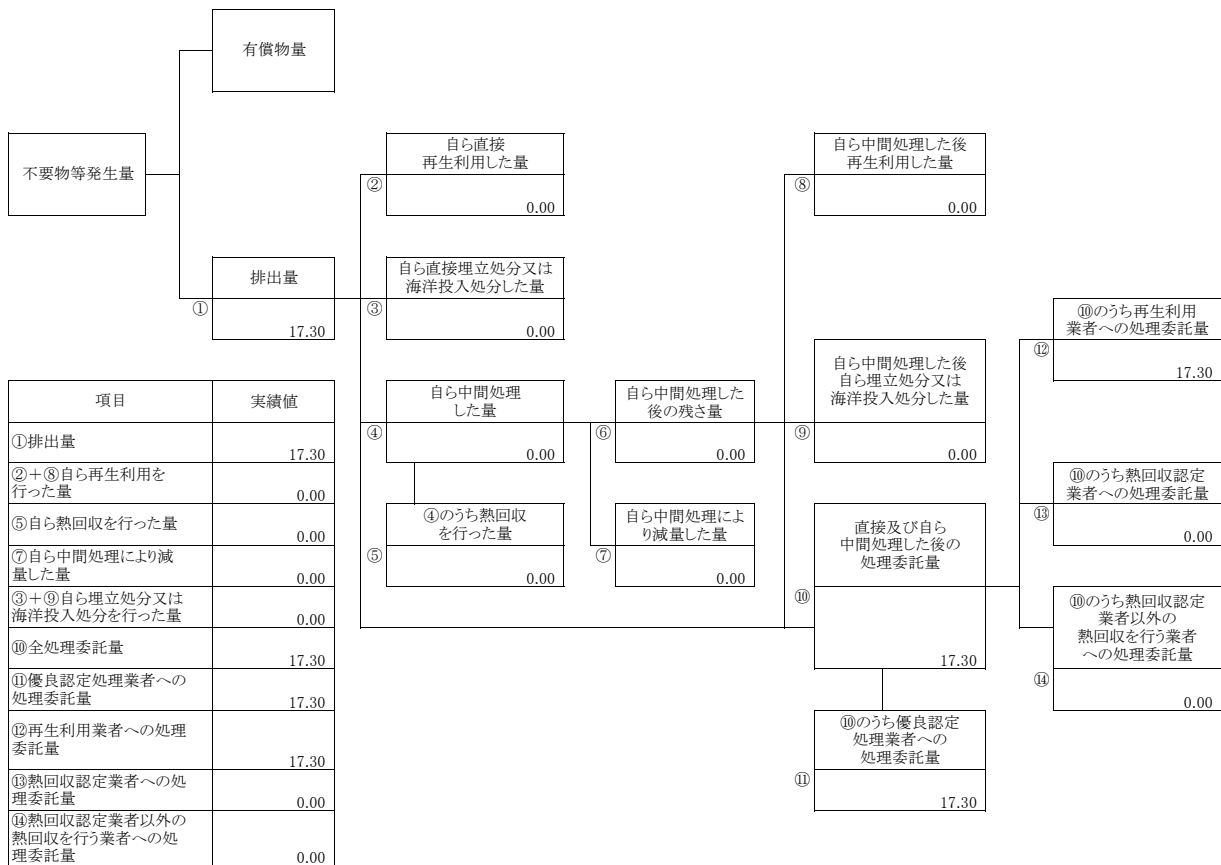 有償物量
不要物等発生量
自ら直接
再生利用した量
②
0.00
自ら中間処理した後
再生利用した量
⑧
0.00
排出量
①
17.30
自ら直接埋立処分又は
海洋投入処分した量
③
0.00
自ら中間処理
した量
④
0.00
自ら中間処理した
後の残さ量
⑥
0.00
自ら中間処理した後
自ら埋立処分又は
海洋投入処分した量
⑨
0.00
⑩のうち再生利用
業者への処理委託量
⑫
17.30
④のうち熱回収
を行った量
⑤
0.00
自ら中間処理によ
り減量した量
⑦
0.00
直接及び自ら
中間処理した後の
処理委託量
⑩
17.30
⑩のうち熱回収認定
業者への処理委託量
⑬
0.00
⑩のうち熱回収認定
業者以外の
熱回収を行う業者
への処理委託量
⑭
0.00
⑩のうち優良認定
処理業者への
処理委託量
⑪
17.30
項目 実績値
①排出量 17.30
②+⑧自ら再生利用を
行った量 0.00
⑤自ら熱回収を行った量 0.00
⑦自ら中間処理により減
量した量 0.00
③+⑨自ら埋立処分又は
海洋投入処分を行った量 0.00
⑩全処理委託量 17.30
⑪優良認定処理業者への
処理委託量 17.30
⑫再生利用業者への処理
委託量 17.30
⑬熱回収認定業者への処
理委託量 0.00
⑭熱回収認定業者以外の
熱回収を行う業者への処
理委託量 0.00